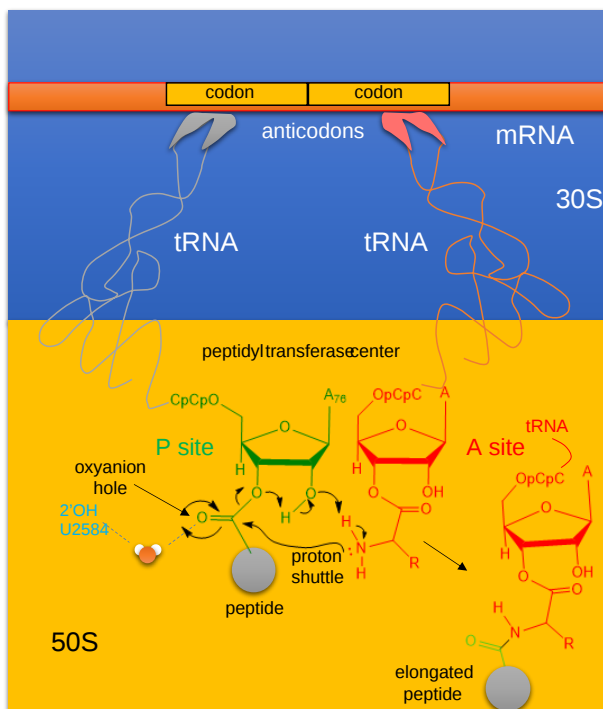 codon
codon
anticodons
mRNA
30S
tRNA
tRNA
peptidyl transferase center
CpCpO
A76
OpCpC
A
P site
A site
tRNA
O
O
H
H
OpCpC
A
oxyanion
hole
O
O
O
OH
O
O
H
2'OH
U2584
O
H
H
O
OH
:N
H
R
proton
shuttle
O
O
peptide
H
N
R
50S
O
elongated
peptide